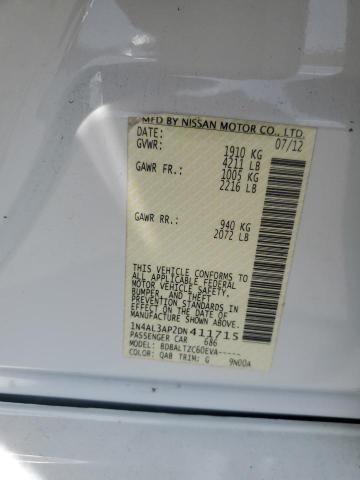 MFD BY NISSAN MOTOR CO., LTD.
DATE: 07/12
GVWR: 1910 KG
4211 LB
GAWR FR.: 1005 KG
2216 LB
GAWR RR.: 940 KG
2072 LB
THIS VEHICLE CONFORMS TO
ALL APPLICABLE FEDERAL
MOTOR VEHICLE SAFETY,
BUMPER, AND THEFT
PREVENTION STANDARDS
IN EFFECT ON THE DATE OF
MANUFACTURE SHOWN ABOVE.
1N4AL3AP2DN411715
PASSENGER CAR 686
MODEL: BDBALTZC60EVA-----
COLOR: QAB TRIM: G 9N00A